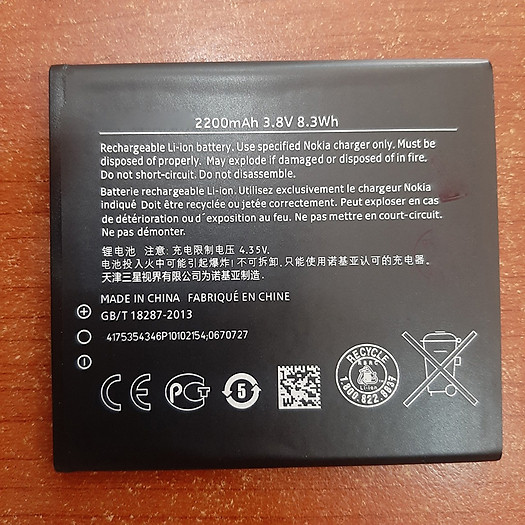 2200mAh 3.8V 8.3Wh
Rechargeable Li-ion battery. Use specified Nokia charger only. Must be
disposed of properly. May explode if damaged or disposed of in fire.
Do not short-circuit. Do not disassemble.
Batterie rechargeable Li-Ion. Utilisez exclusivement le chargeur Nokia
indiqué Doit être recyclée ou jetée correctement. Peut exploser en cas
de détérioration ou d´exposition au feu. Ne pas mettre en court-circuit.
Ne pas démonter.
锂电池 注意: 充电限制电压 4.35V.
电池投入火中可能引起爆炸! 不可拆卸. 只能使用诺基亚认可的充电器.
天津三星视界有限公司为诺基亚制造.
MADE IN CHINA FABRIQUÉ EN CHINE
GB/T 18287-2013
4175354346P10102154;0670727
CE PCT 5 RECYCLE Li-ion 1.800.822.8837